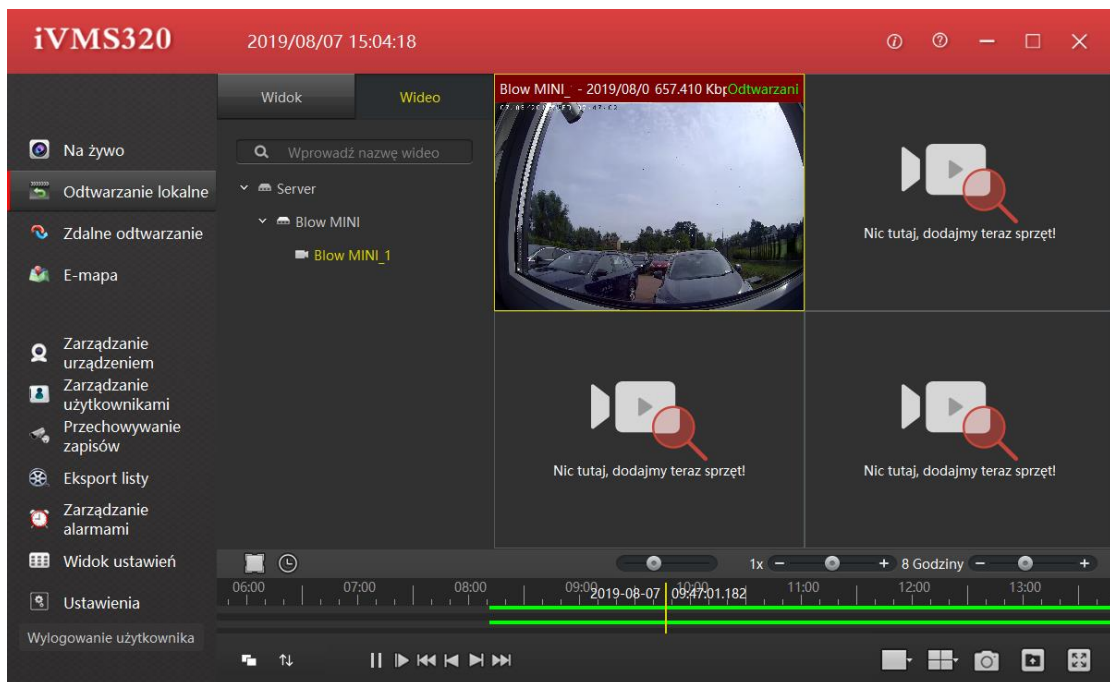 iVMS320
2019/08/07 15:04:18
Na żywo
Odtwarzanie lokalne
Zdalne odtwarzanie
E-mapa
Zarządzanie
urządzeniem
Zarządzanie
użytkownikami
Przechowywanie
zapisów
Eksport listy
Zarządzanie
alarmami
Widok ustawień
Ustawienia
Wylogowanie użytkownika
Widok
Wideo
Wprowadź nazwę wideo
Server
Blow MINI
Blow MINI_1
Blow MINI_ - 2019/08/0 657.410 Kbp Odtwarzani
Nic tutaj, dodajmy teraz sprzęt!
Nic tutaj, dodajmy teraz sprzęt!
Nic tutaj, dodajmy teraz sprzęt!
1x
8 Godziny
06:00 07:00 08:00 09:00 10:00 11:00 12:00 13:00
2019-08-07 09:47:01.182